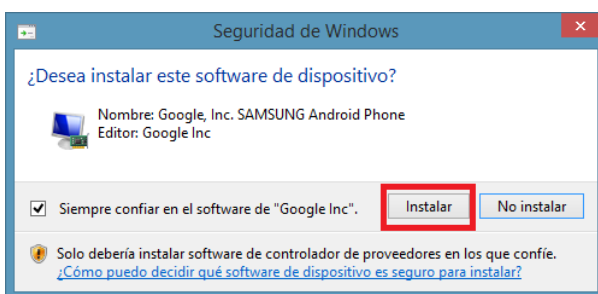 Seguridad de Windows
¿Desea instalar este software de dispositivo?
Nombre: Google, Inc. SAMSUNG Android Phone
Editor: Google Inc
Siempre confiar en el software de "Google Inc".
Instalar
No instalar
Solo debería instalar software de controlador de proveedores en los que confíe.
¿Cómo puedo decidir qué software de dispositivo es seguro para instalar?